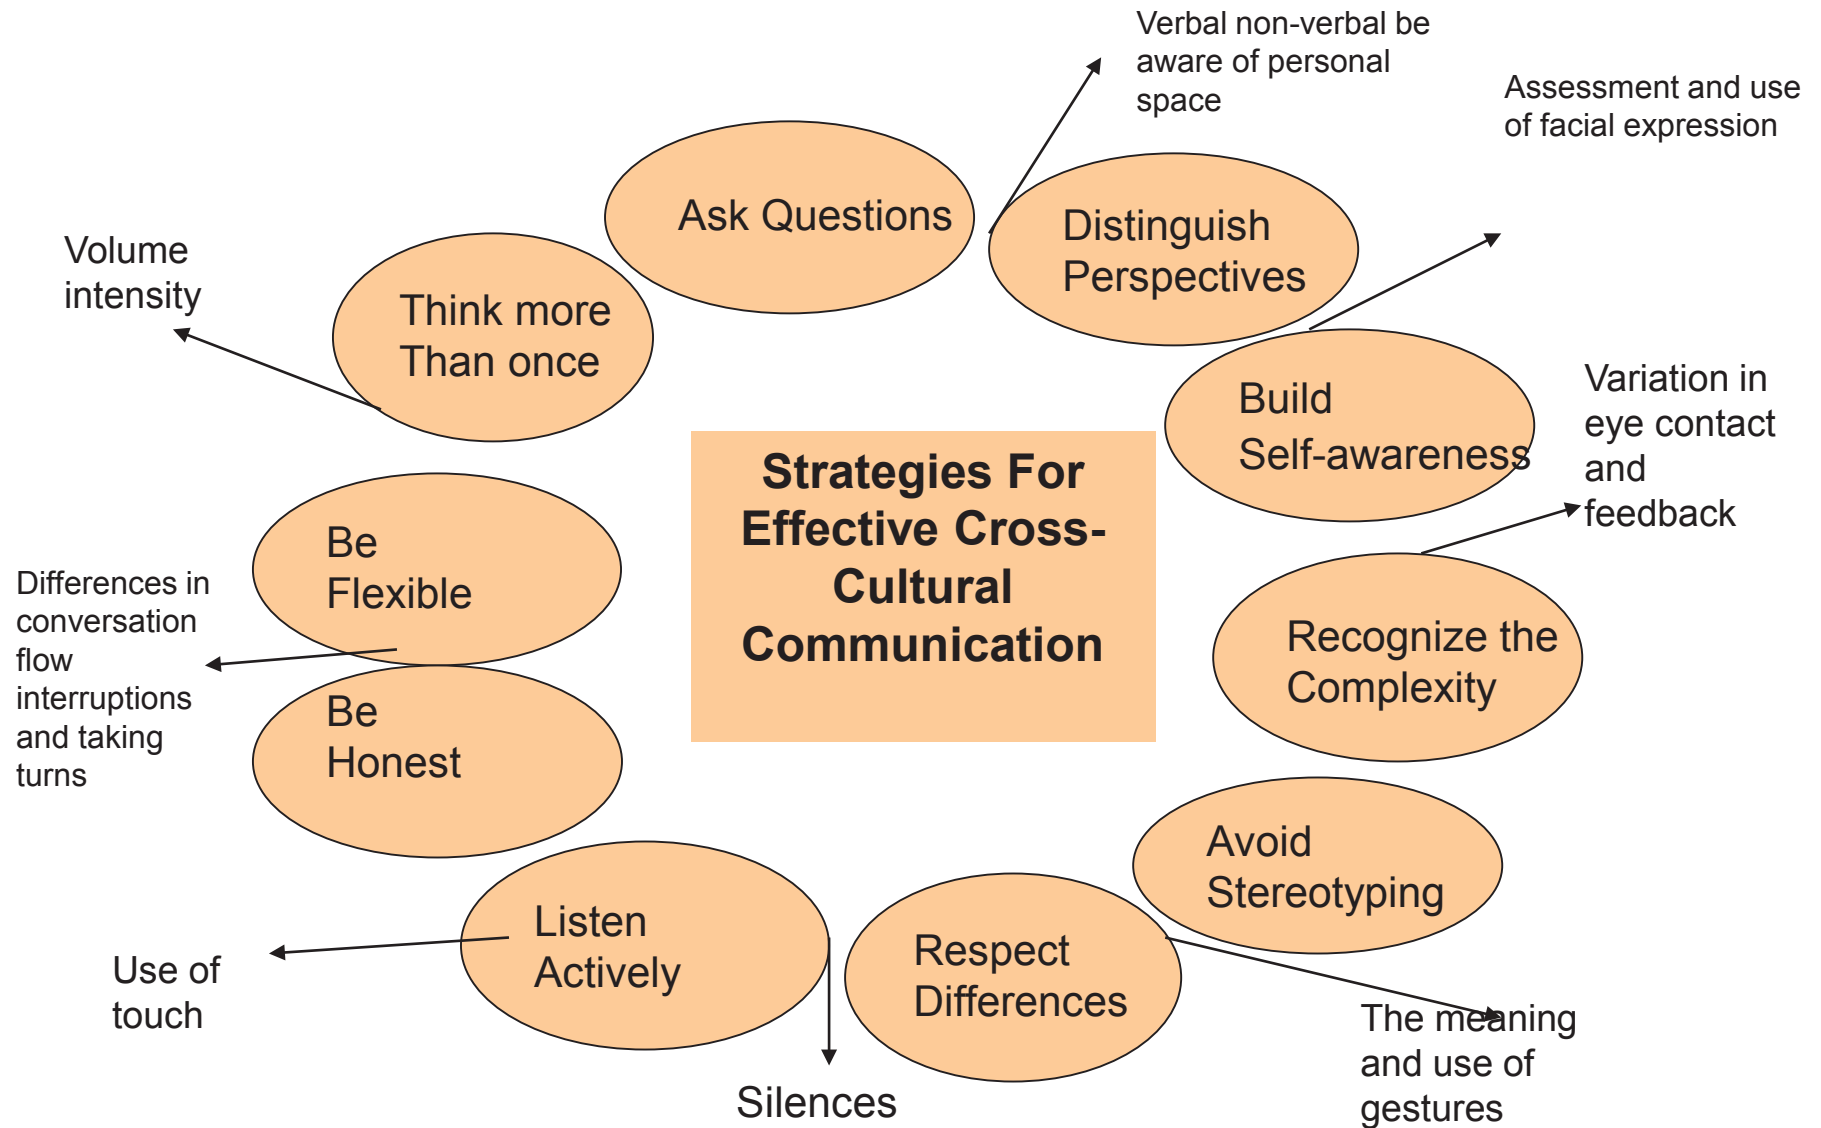 Verbal non-verbal be
aware of personal
space
Assessment and use
of facial expression
Ask Questions
Distinguish
Perspectives
Volume
intensity
Think more
Than once
Build
Self-awareness
Variation in
eye contact
and
feedback
Strategies For
Effective Cross-
Cultural
Communication
Be
Flexible
Differences in
conversation
flow
interruptions
and taking
turns
Recognize the
Complexity
Be
Honest
Avoid
Stereotyping
Listen
Actively
Respect
Differences
Use of
touch
The meaning
and use of
gestures
Silences